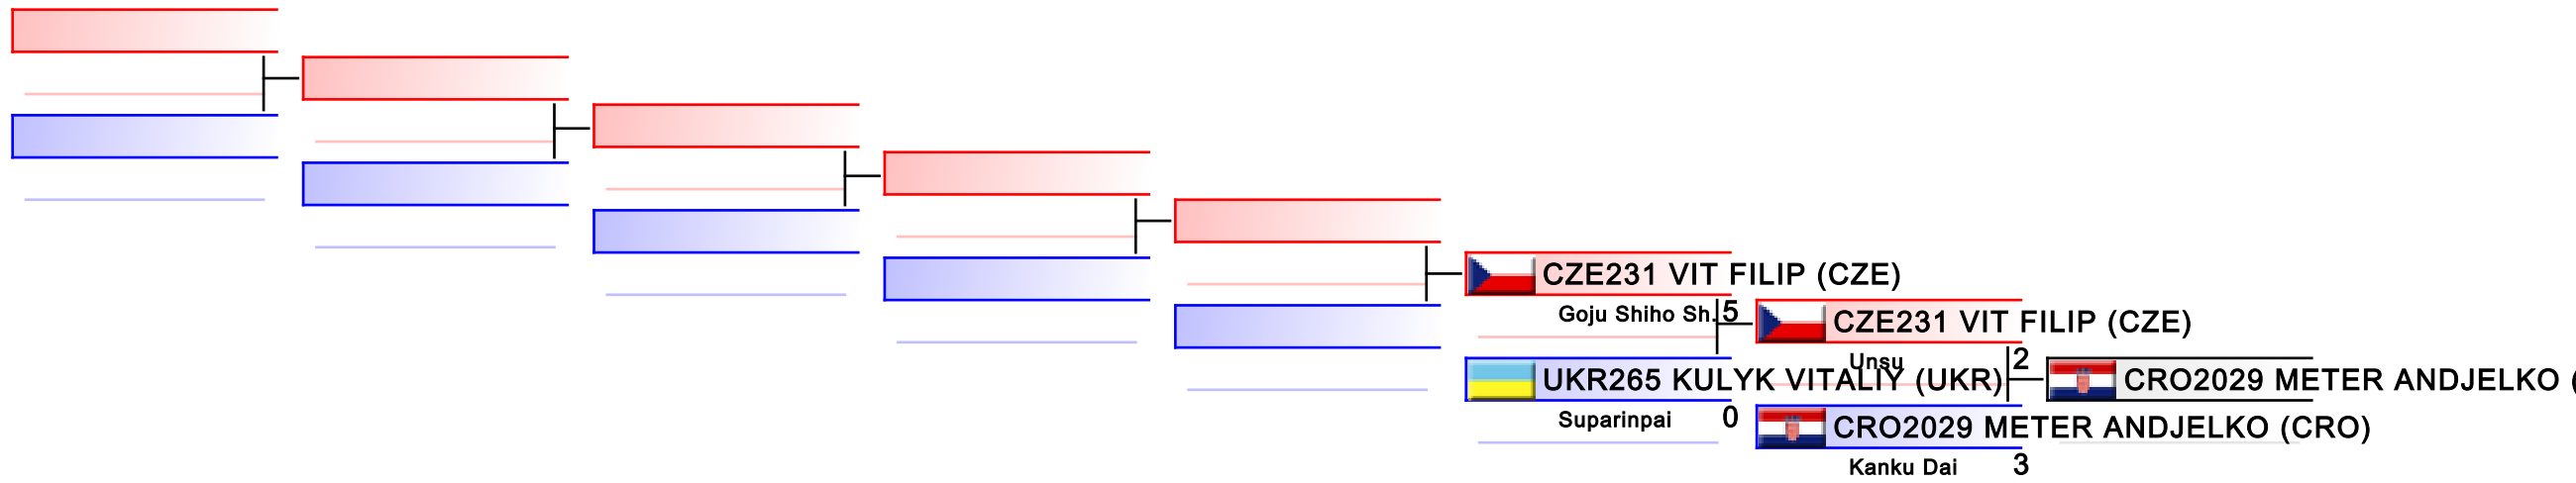 CZE231 VIT FILIP (CZE)
Goju Shiho Sh. 5
UKR265 KULYK VITALIY (UKR)
Suparinpai 0
CZE231 VIT FILIP (CZE)
Unsu 2
CRO2029 METER ANDJELKO (CRO)
Kanku Dai 3
CRO2029 METER ANDJELKO (